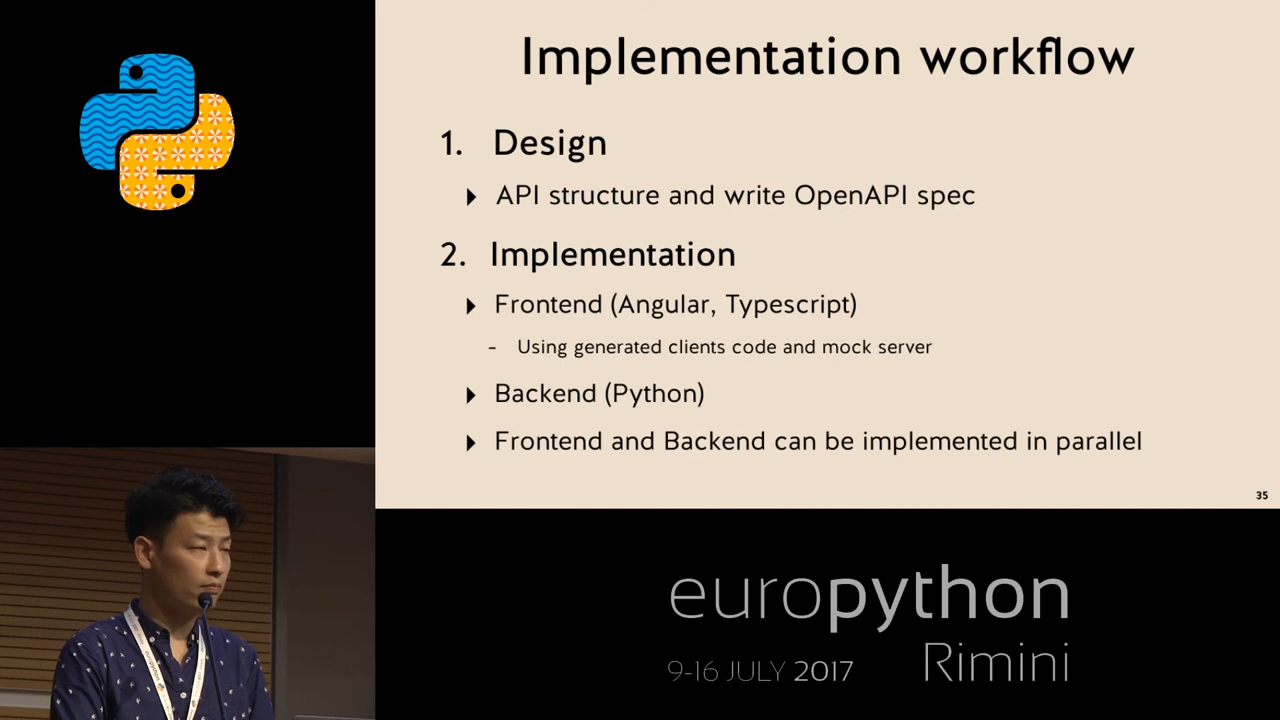 Implementation workflow
1. Design
API structure and write OpenAPI spec
2. Implementation
Frontend (Angular, Typescript)
- Using generated clients code and mock server
Backend (Python)
Frontend and Backend can be implemented in parallel
35
europython
europython
9-16 JULY 2017 Rimini